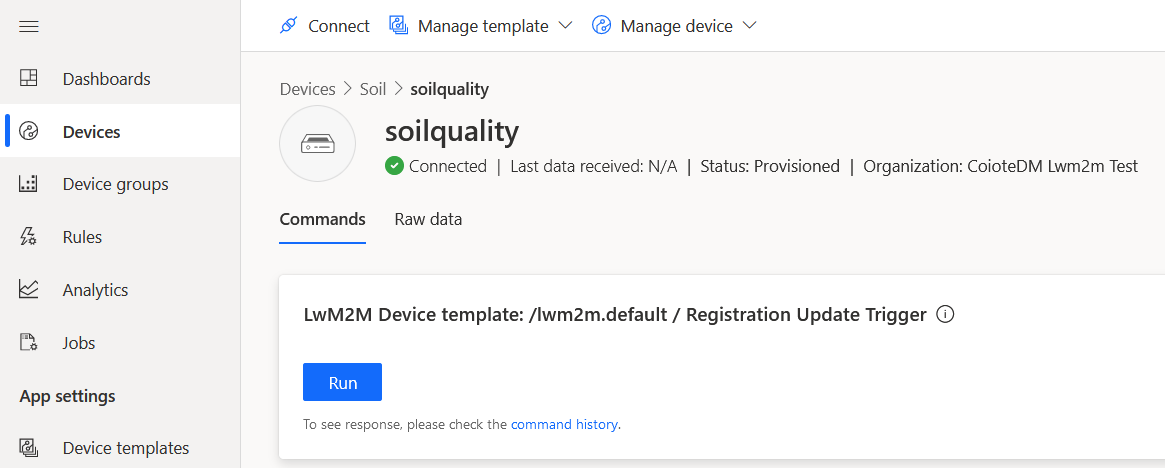 Connect Manage template Manage device
Dashboards
Devices
Device groups
Rules
Analytics
Jobs
App settings
Device templates
Devices > Soil > soilquality
soilquality
Connected | Last data received: N/A | Status: Provisioned | Organization: CoioteDM Lwm2m Test
Commands Raw data
LwM2M Device template: /lwm2m.default / Registration Update Trigger
Run
To see response, please check the command history.